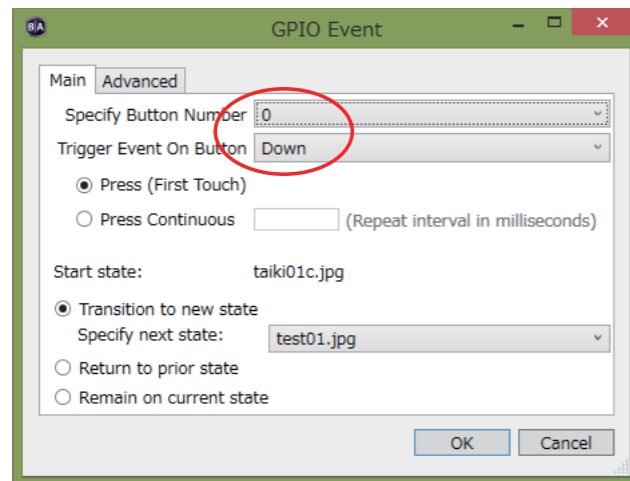 B A
GPIO Event
Main Advanced
Specify Button Number 0
Trigger Event On Button Down
Press (First Touch)
Press Continuous (Repeat interval in milliseconds)
Start state: taiki01c.jpg
Transition to new state
Specify next state: test01.jpg
Return to prior state
Remain on current state
OK Cancel